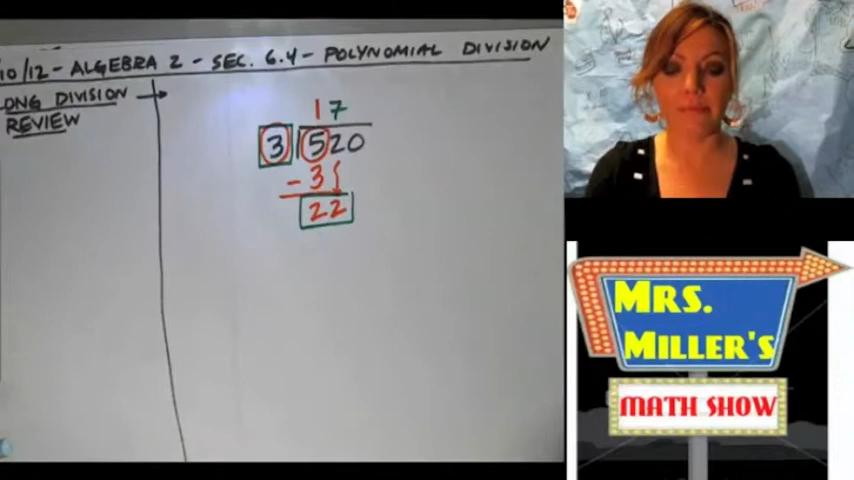 10/12 - ALGEBRA 2 - SEC. 6.4 - POLYNOMIAL DIVISION
LONG DIVISION
REVIEW
17
3 520
- 3
22
MRS.
MILLER'S
MATH SHOW